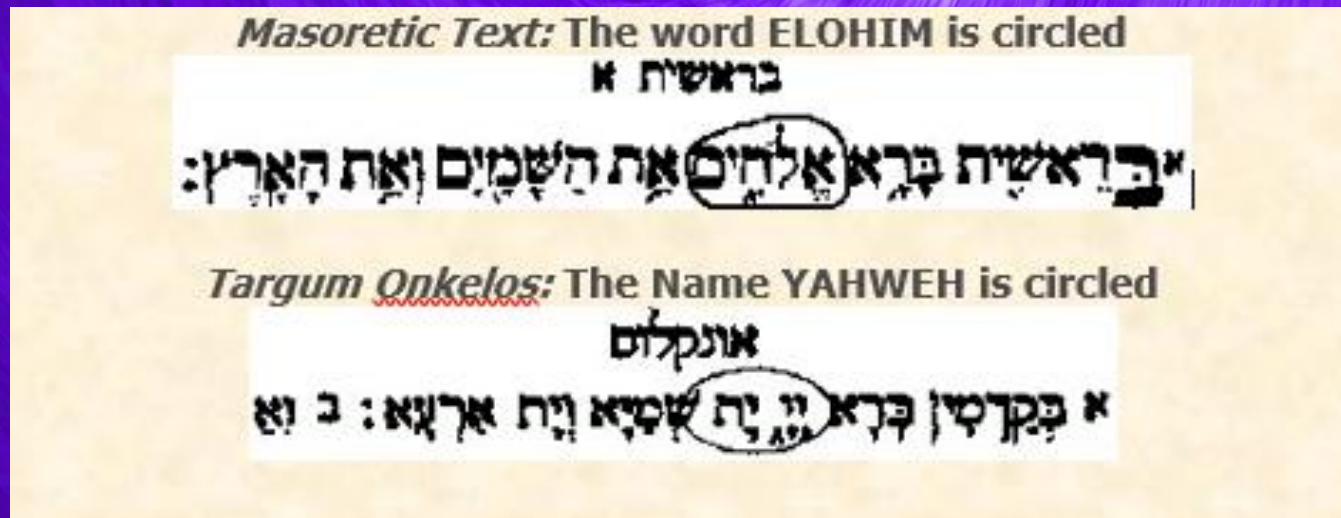 Masoretic Text: The word ELOHIM is circled
בראשית א
א בְּרֵאשִׁית בָּרָא אֱלֹהִים אֵת הַשָּׁמַיִם וְאֵת הָאָרֶץ:
Targum Onkelos: The Name YAHWEH is circled
אונקלוס
א בְּקַדְמִין בְּרָא יְיָ יָת שְׁמַיָּא וְיָת אַרְעָא: ב וְאַ